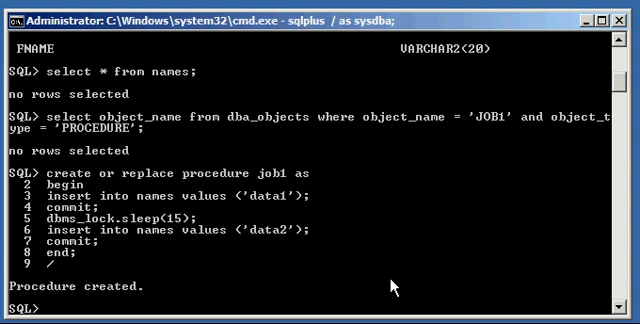 Administrator: C:\Windows\system32\cmd.exe - sqlplus / as sysdba;
FNAME VARCHAR2(20)
SQL> select * from names;
no rows selected
SQL> select object_name from dba_objects where object_name = 'JOB1' and object_t
ype = 'PROCEDURE';
no rows selected
SQL> create or replace procedure job1 as
2 begin
3 insert into names values ('data1');
4 commit;
5 dbms_lock.sleep(15);
6 insert into names values ('data2');
7 commit;
8 end;
9 /
Procedure created.
SQL>